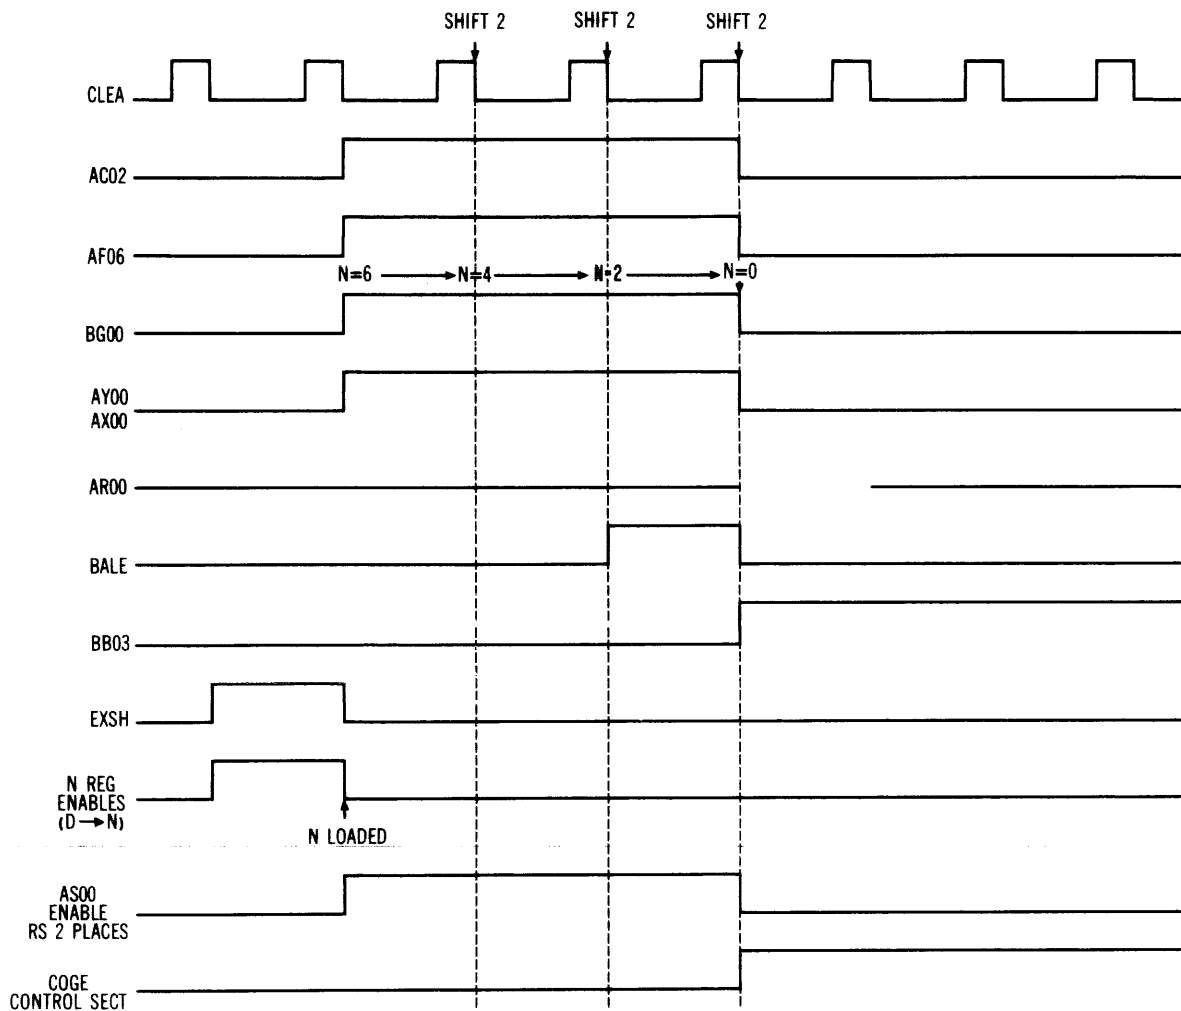 SHIFT 2 SHIFT 2 SHIFT 2
CLEA
AC02
AF06
N=6 N=4 N=2 N=0
BG00
AY00
AX00
AR00
BALE
BB03
EXSH
N REG
ENABLES
(D→N)
N LOADED
AS00
ENABLE
RS 2 PLACES
COGE
CONTROL SECT